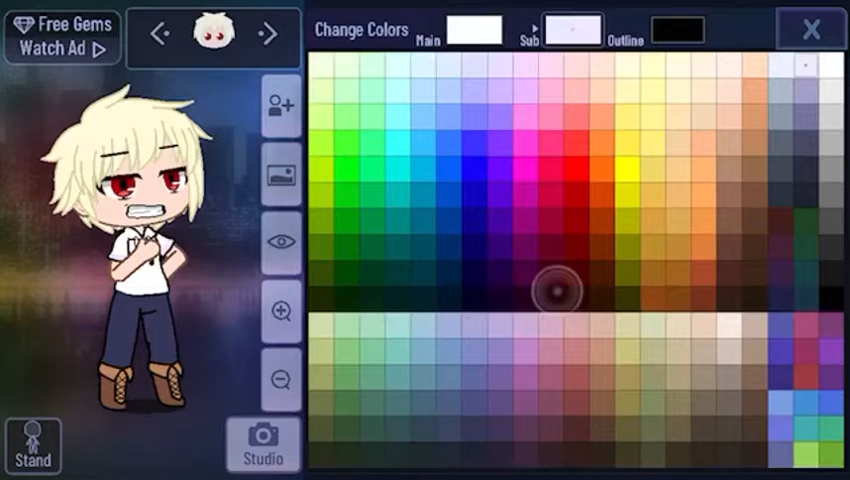 Free Gems
Watch Ad
Change Colors
Main
Sub
Outline
X
Stand
Studio